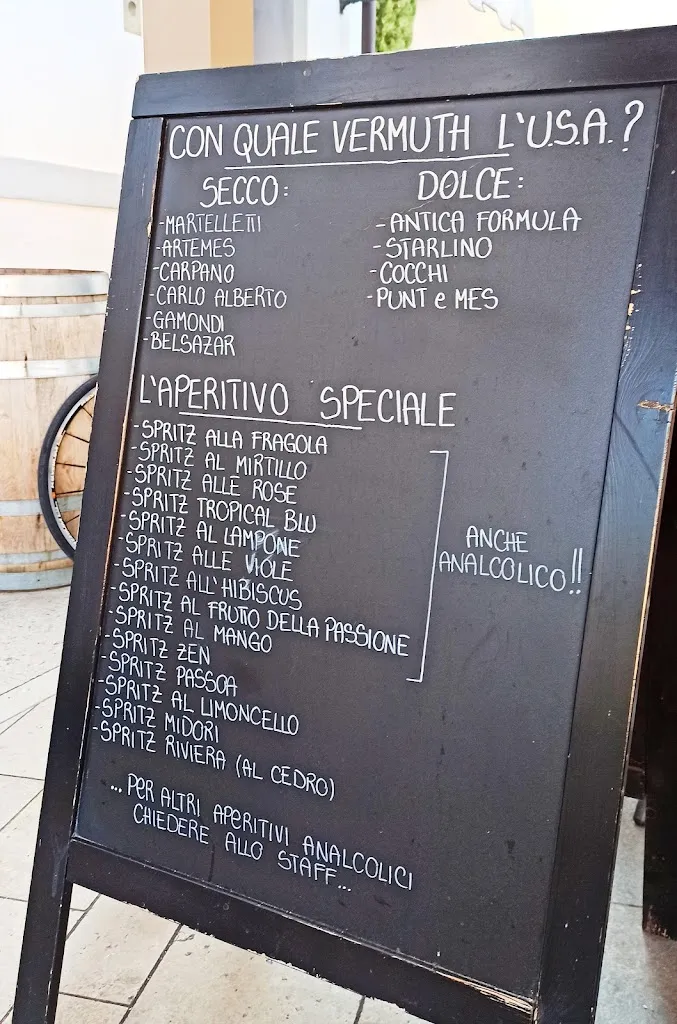 CON QUALE VERMUTH L'U.S.A.?
SECCO:
-MARTELLETTI
-ARTEMES
-CARPANO
-CARLO ALBERTO
-GAMONDI
-BELSAZAR
DOLCE:
-ANTICA FORMULA
-STARLINO
-COCCHI
-PUNT e MES
L'APERITIVO SPECIALE
-SPRITZ ALLA FRAGOLA
-SPRITZ AL MIRTILLO
-SPRITZ ALLE ROSE
-SPRITZ TROPICAL BLU
-SPRITZ AL LAMPONE
-SPRITZ ALLE VIOLE
-SPRITZ ALL'HIBISCUS
-SPRITZ AL FRUTTO DELLA PASSIONE
-SPRITZ AL MANGO
-SPRITZ ZEN
-SPRITZ PASSOA
-SPRITZ AL LIMONCELLO
-SPRITZ MIDORI
-SPRITZ RIVIERA (AL CEDRO)
ANCHE
ANALCOLICO!!
... PER ALTRI APERITIVI ANALCOLICI
CHIEDERE ALLO STAFF...